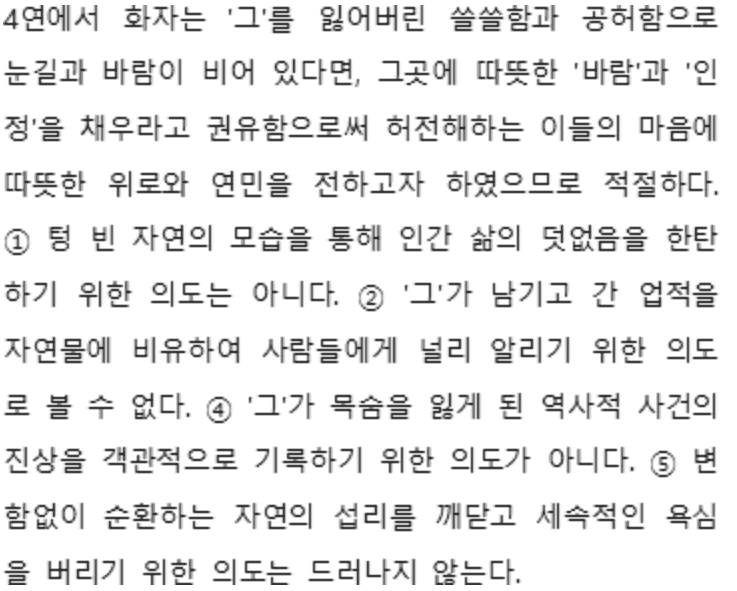 4연에서 화자는 '그'를 잃어버린 쓸쓸함과 공허함으로
눈길과 바람이 비어 있다면, 그곳에 따뜻한 '바람'과 '인
정'을 채우라고 권유함으로써 허전해하는 이들의 마음에
따뜻한 위로와 연민을 전하고자 하였으므로 적절하다.
① 텅 빈 자연의 모습을 통해 인간 삶의 덧없음을 한탄
하기 위한 의도는 아니다. ② '그'가 남기고 간 업적을
자연물에 비유하여 사람들에게 널리 알리기 위한 의도
로 볼 수 없다. ④ '그'가 목숨을 잃게 된 역사적 사건의
진상을 객관적으로 기록하기 위한 의도가 아니다. ⑤ 변
함없이 순환하는 자연의 섭리를 깨닫고 세속적인 욕심
을 버리기 위한 의도는 드러나지 않는다.